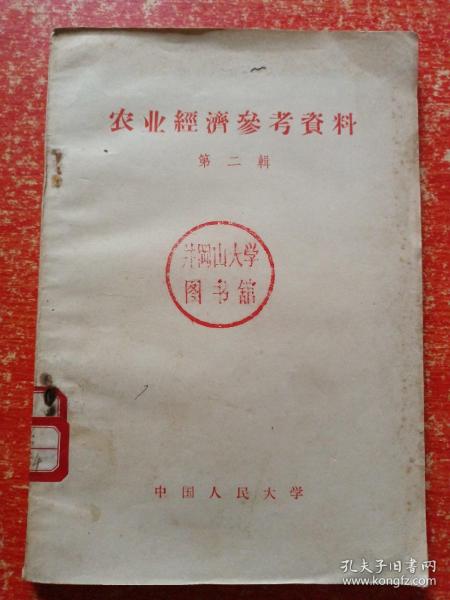 农业經濟參考資料
第二輯
井岡山大学
图书舘
中国人民大学
孔夫子旧书网
www.kongfz.com